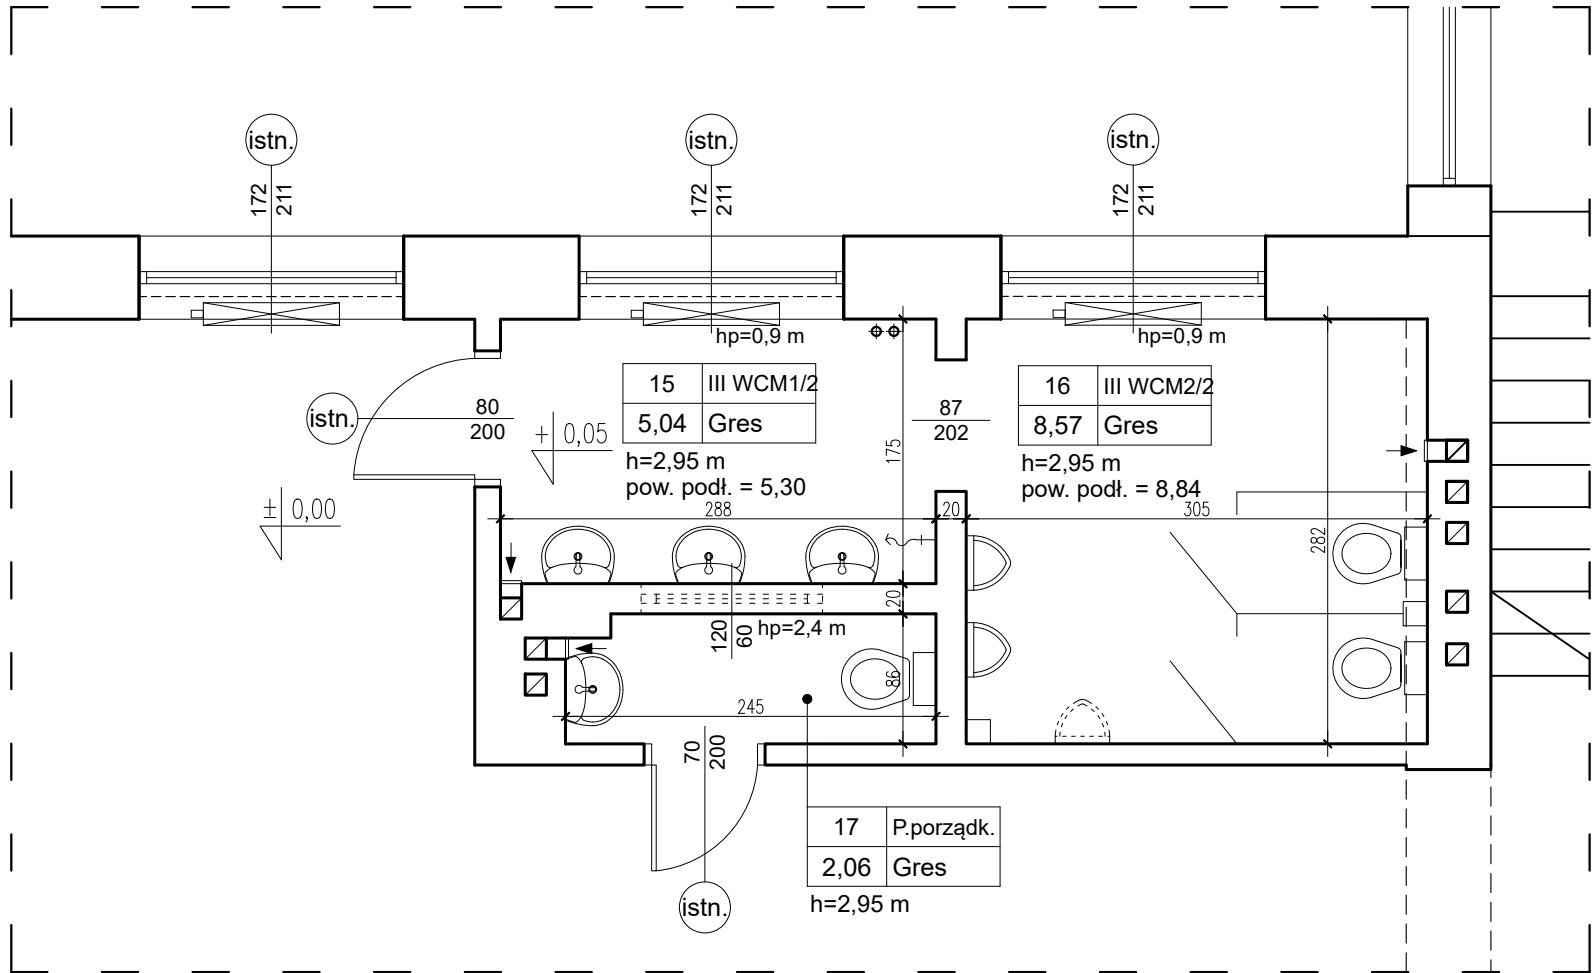 istn.
istn.
istn.
172
211
172
211
172
211
hp=0,9 m
hp=0,9 m
15 III WCM1/2
5,04 Gres
h=2,95 m
pow. podł. = 5,30
16 III WCM2/2
8,57 Gres
h=2,95 m
pow. podł. = 8,84
istn.
80
200
+ 0,05
87
202
175
± 0,00
288
20
305
282
20
120
60
hp=2,4 m
86
245
70
200
17 P.porządk.
2,06 Gres
h=2,95 m
istn.